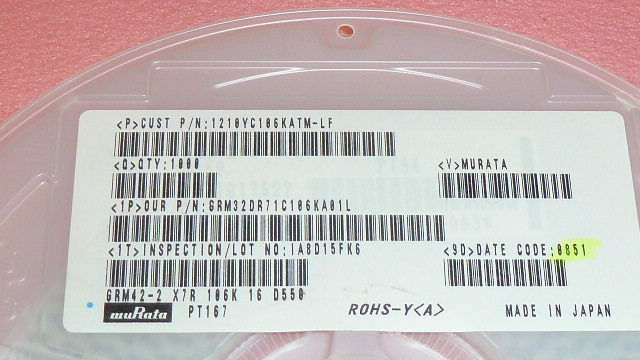 <P>CUST P/N:1210YC106KATM-LF
<Q>QTY:1000
<V>MURATA
<1P>OUR P/N:GRM32DR71C106KA01L
<1T>INSPECTION/LOT NO:IA8D15FK6
<9D>DATE CODE:0851
GRM42-2 X7R 106K 16 D550
muRata PT167 ROHS-Y<A> MADE IN JAPAN